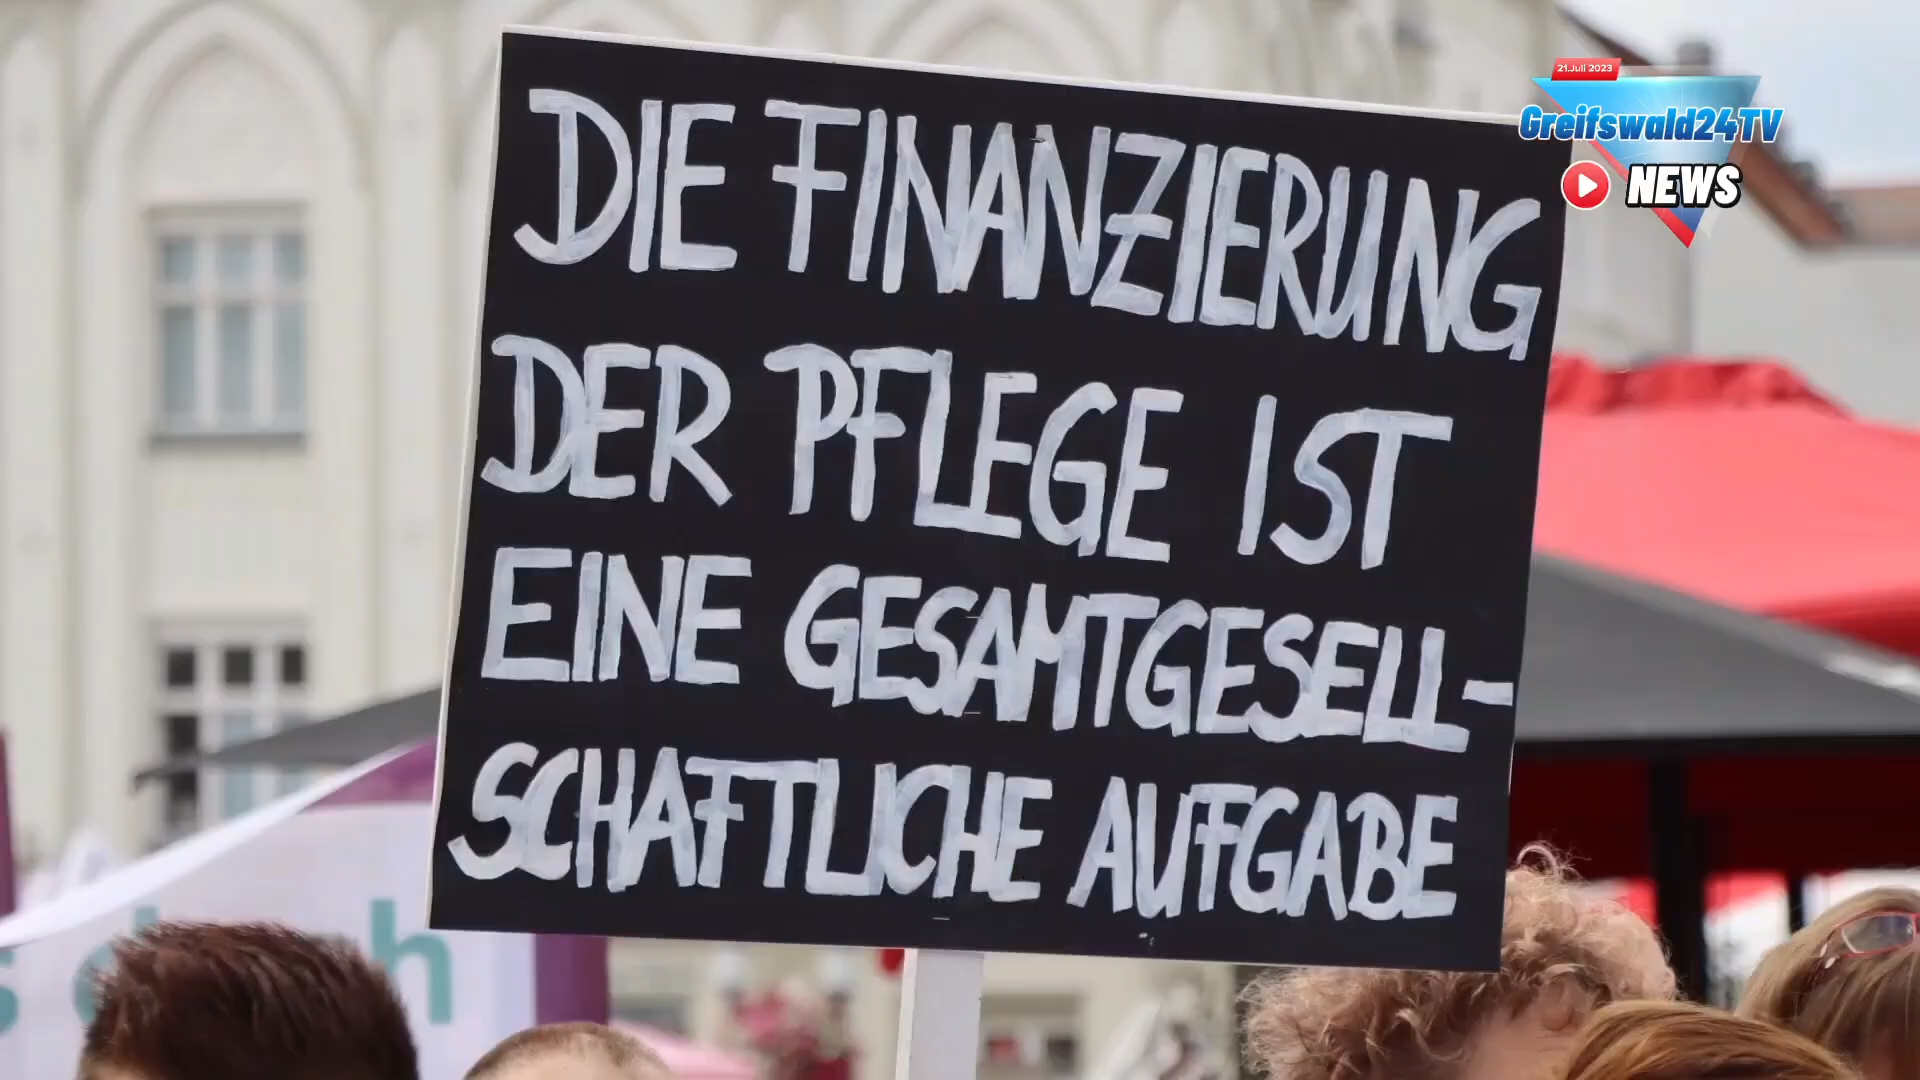 21.Juli 2023
Greifswald24TV
NEWS
DIE FINANZIERUNG
DER PFLEGE IST
EINE GESAMTGESELL-
SCHAFTLICHE AUFGABE